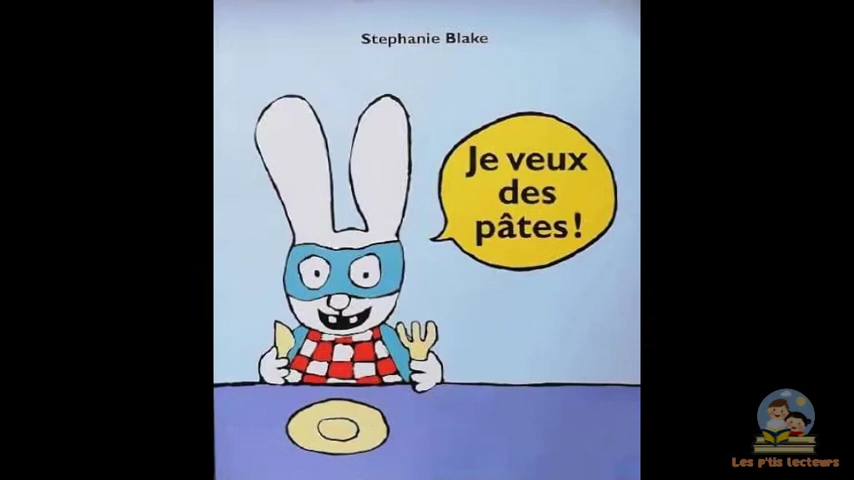 Stephanie Blake
Je veux
des
pâtes !
Les p'tis lecteurs